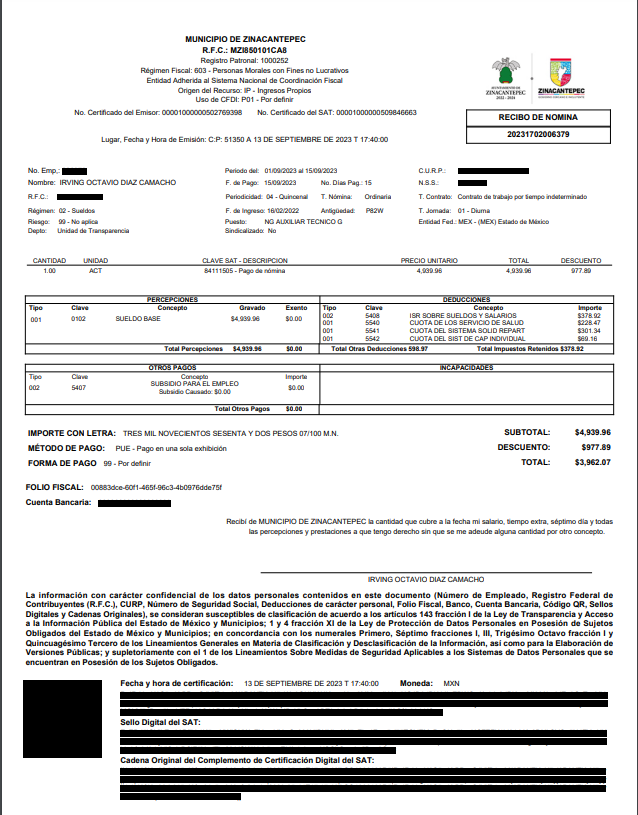 MUNICIPIO DE ZINACANTEPEC
R.F.C.: MZI850101CA8
Registro Patronal: 1000252
Régimen Fiscal: 603 - Personas Morales con Fines no Lucrativos
Entidad Adherida al Sistema Nacional de Coordinación Fiscal
Origen del Recurso: IP - Ingresos Propios
Uso de CFDI: P01 - Por definir
No. Certificado del Emisor: 00001000000502769398 No. Certificado del SAT: 00001000000509846663
ZINACANTEPEC
2022 - 2024
ZINACANTEPEC
RECIBO DE NOMINA
20231702006379
Lugar, Fecha y Hora de Emisión: C.P: 51350 A 13 DE SEPTIEMBRE DE 2023 T 17:40:00
No. Emp.: Periodo del: 01/09/2023 al 15/09/2023 C.U.R.P.:
Nombre: IRVING OCTAVIO DIAZ CAMACHO F. de Pago: 15/09/2023 No. Días Pag.: 15 N.S.S.:
R.F.C.: Periodicidad: 04 - Quincenal T. Nómina: Ordinaria T. Contrato: Contrato de trabajo por tiempo indeterminado
Régimen: 02 - Sueldos F. de Ingreso: 16/02/2022 Antigüedad: P82W T. Jornada: 01 - Diurna
Riesgo: 99 - No aplica Puesto: NG AUXILIAR TECNICO G Entidad Fed.: MEX - (MEX) Estado de México
Depto: Unidad de Transparencia Sindicalizado: No
CANTIDAD UNIDAD CLAVE SAT - DESCRIPCION PRECIO UNITARIO TOTAL DESCUENTO
1.00 ACT 84111505 - Pago de nómina 4,939.96 4,939.96 977.89
PERCEPCIONES DEDUCCIONES
Tipo Clave Concepto Gravado Exento Tipo Clave Concepto Importe
001 0102 SUELDO BASE $4,939.96 $0.00 002 5408 ISR SOBRE SUELDOS Y SALARIOS $378.92
001 5540 CUOTA DE LOS SERVICIO DE SALUD $228.47
001 5541 CUOTA DEL SISTEMA SOLID REPART $301.34
001 5542 CUOTA DEL SIST DE CAP INDIVIDUAL $69.16
Total Percepciones $4,939.96 $0.00 Total Otras Deducciones 598.97 Total Impuestos Retenidos $378.92
OTROS PAGOS INCAPACIDADES
Tipo Clave Concepto Importe
002 5407 SUBSIDIO PARA EL EMPLEO $0.00
Subsidio Causado: $0.00
Total Otros Pagos $0.00
IMPORTE CON LETRA: TRES MIL NOVECIENTOS SESENTA Y DOS PESOS 07/100 M.N. SUBTOTAL: $4,939.96
MÉTODO DE PAGO: PUE - Pago en una sola exhibición DESCUENTO: $977.89
FORMA DE PAGO 99 - Por definir TOTAL: $3,962.07
FOLIO FISCAL: 00883dce-60f1-465f-96c3-4b0976dde75f
Cuenta Bancaria:
Recibí de MUNICIPIO DE ZINACANTEPEC la cantidad que cubre a la fecha mi salario, tiempo extra, séptimo día y todas
las percepciones y prestaciones a que tengo derecho sin que se me adeude alguna cantidad por otro concepto.
IRVING OCTAVIO DIAZ CAMACHO
La información con carácter confidencial de los datos personales contenidos en este documento (Número de Empleado, Registro Federal de
Contribuyentes (R.F.C.), CURP, Número de Seguridad Social, Deducciones de carácter personal, Folio Fiscal, Banco, Cuenta Bancaria, Código QR, Sellos
Digitales y Cadenas Originales), se consideran susceptibles de clasificación de acuerdo a los artículos 143 fracción I de la Ley de Transparencia y Acceso
a la Información Pública del Estado de México y Municipios; 1 y 4 fracción XI de la Ley de Protección de Datos Personales en Posesión de Sujetos
Obligados del Estado de México y Municipios; en concordancia con los numerales Primero, Séptimo fracciones I, III, Trigésimo Octavo fracción I y
Quincuagésimo Tercero de los Lineamientos Generales en Materia de Clasificación y Desclasificación de la Información, así como para la Elaboración de
Versiones Públicas; y supletoriamente con el 1 de los Lineamientos Sobre Medidas de Seguridad Aplicables a los Sistemas de Datos Personales que se
encuentran en Posesión de los Sujetos Obligados.
Fecha y hora de certificación: 13 DE SEPTIEMBRE DE 2023 T 17:40:00 Moneda: MXN
Sello Digital del SAT:
Cadena Original del Complemento de Certificación Digital del SAT: